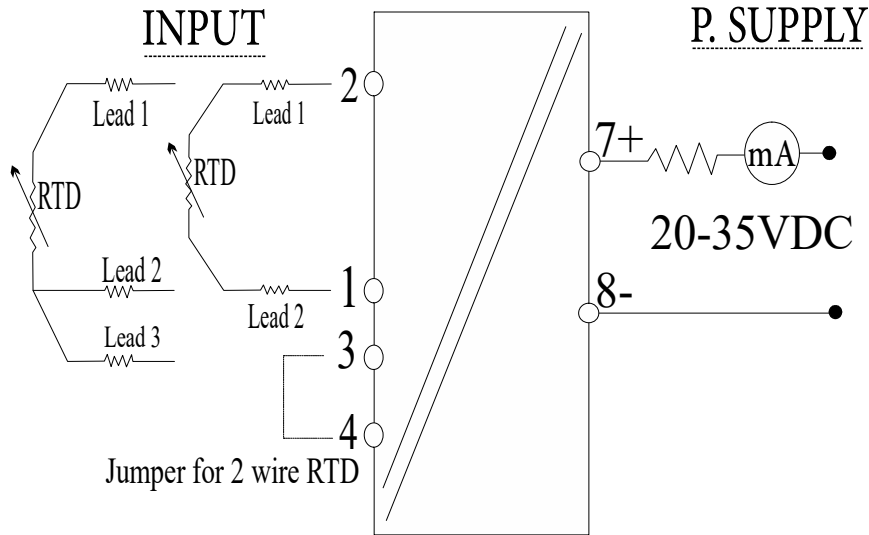 INPUT
P. SUPPLY
Lead 1
Lead 1
2
RTD
RTD
7+
mA
20-35VDC
Lead 2
Lead 2
1
8-
Lead 3
3
4
Jumper for 2 wire RTD